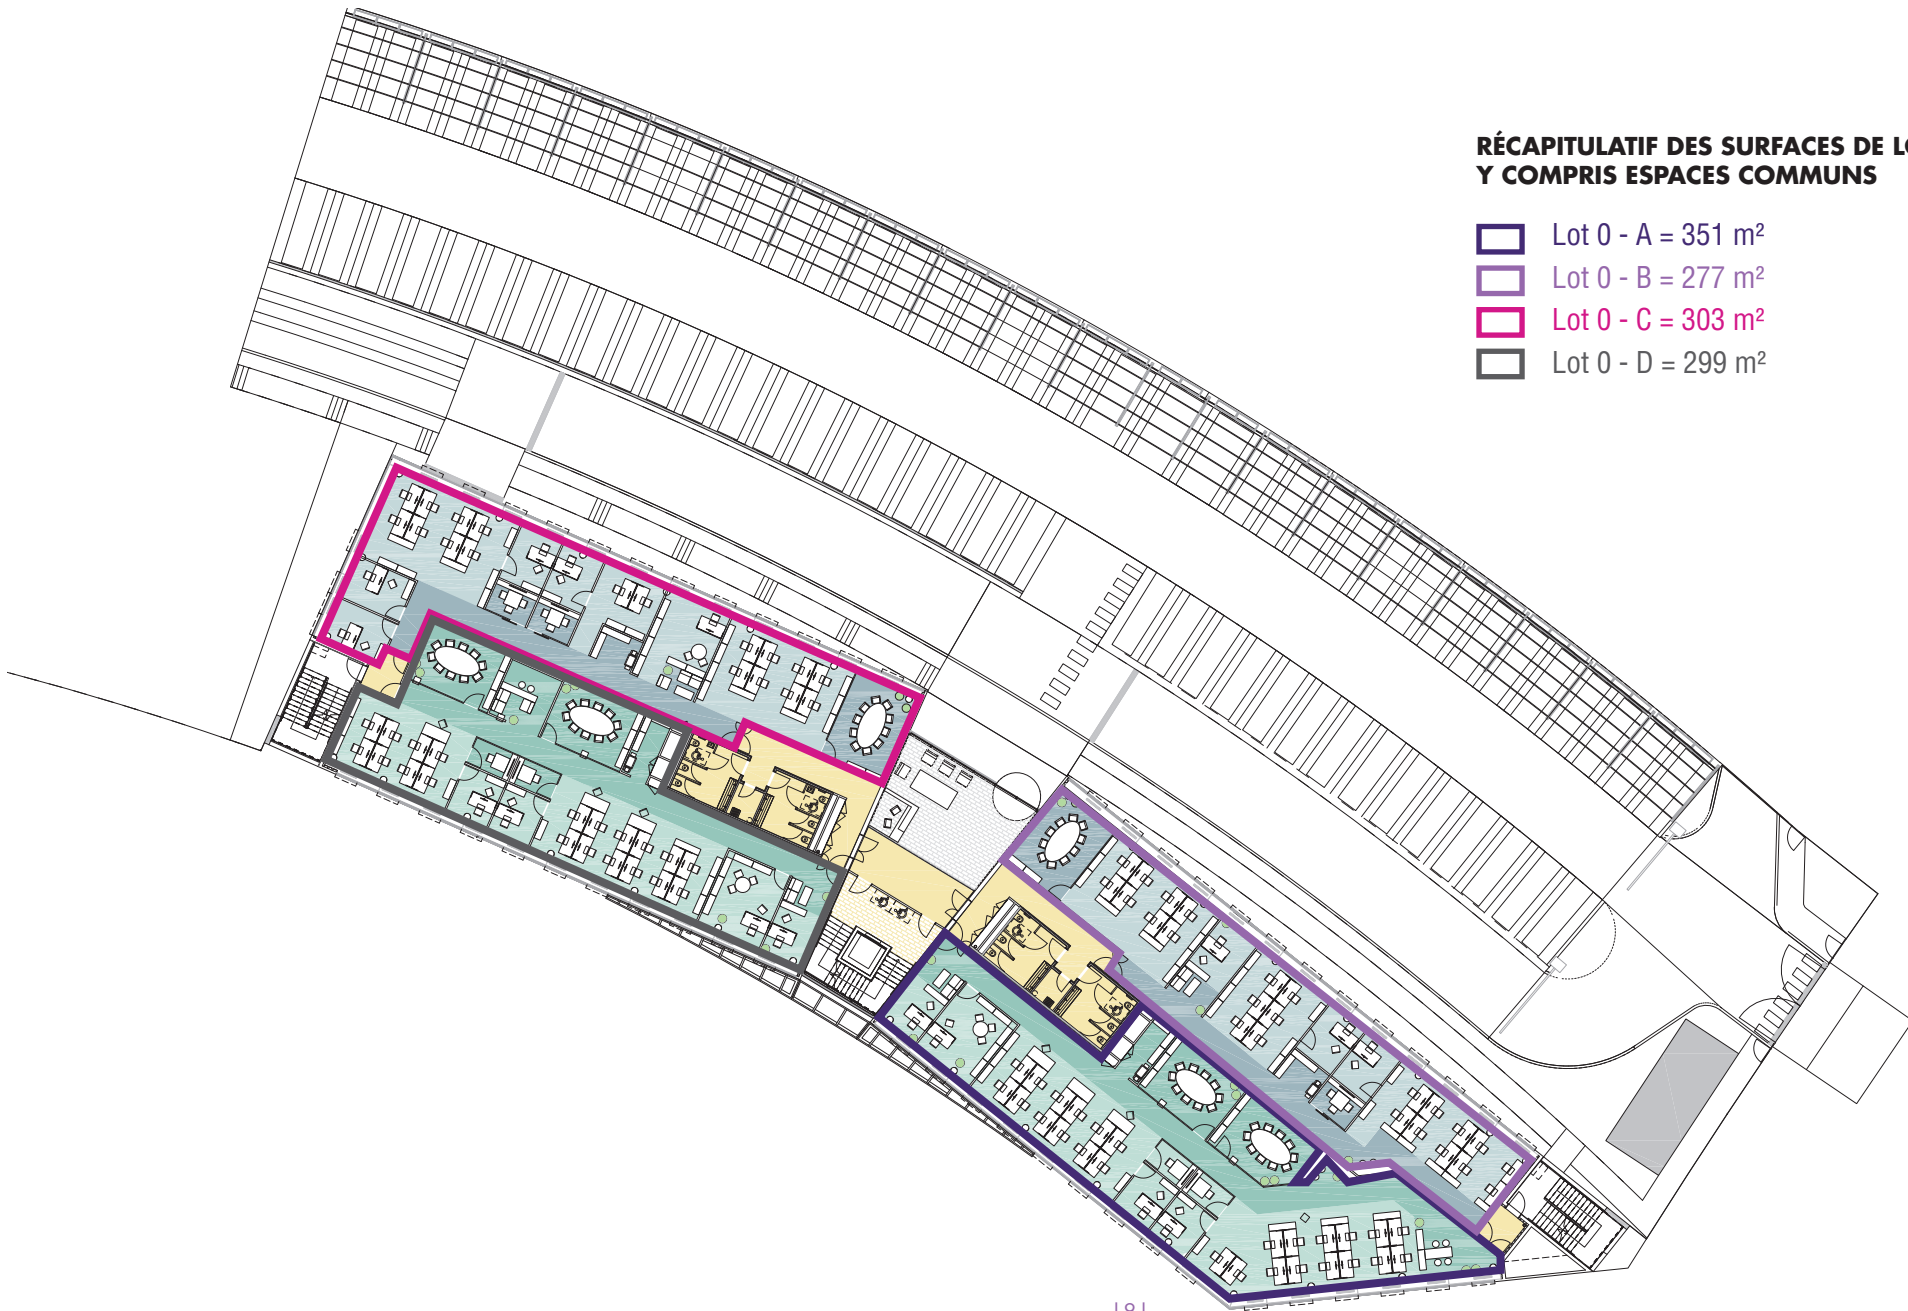 RÉCAPITULATIF DES SURFACES DE
Y COMPRIS ESPACES COMMUNS
Lot 0 - A = 351 m²
Lot 0 - B = 277 m²
Lot 0 - C = 303 m²
Lot 0 - D = 299 m²